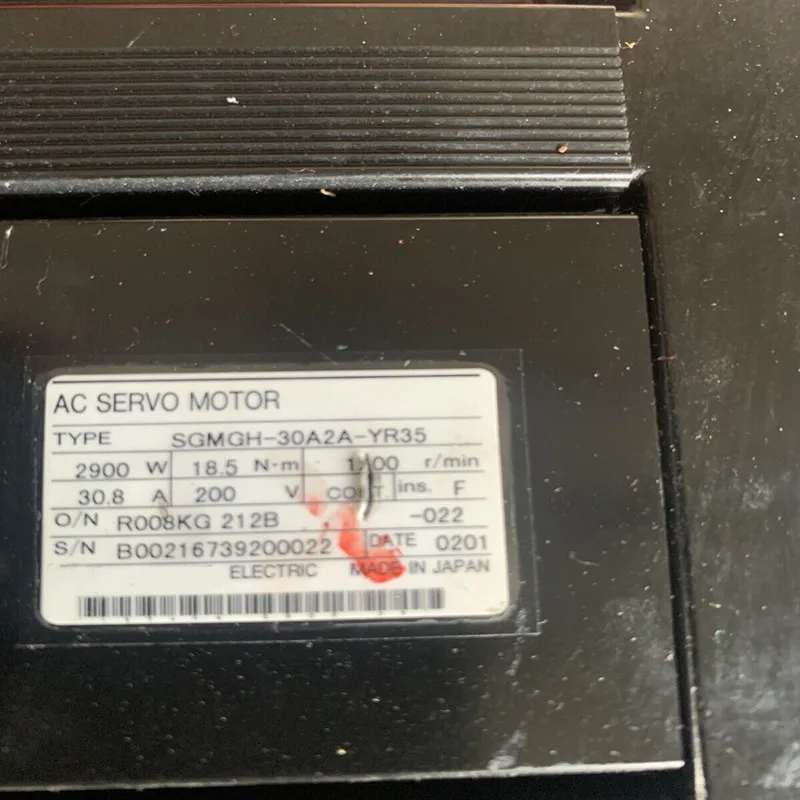 AC SERVO MOTOR
TYPE SGMGH-30A2A-YR35
2900 W 18.5 N·m r/min
30.8 A 200 V ins. F
O/N R008KG 212B -022
S/N B00216739200022 DATE 0201
ELECTRIC MADE IN JAPAN